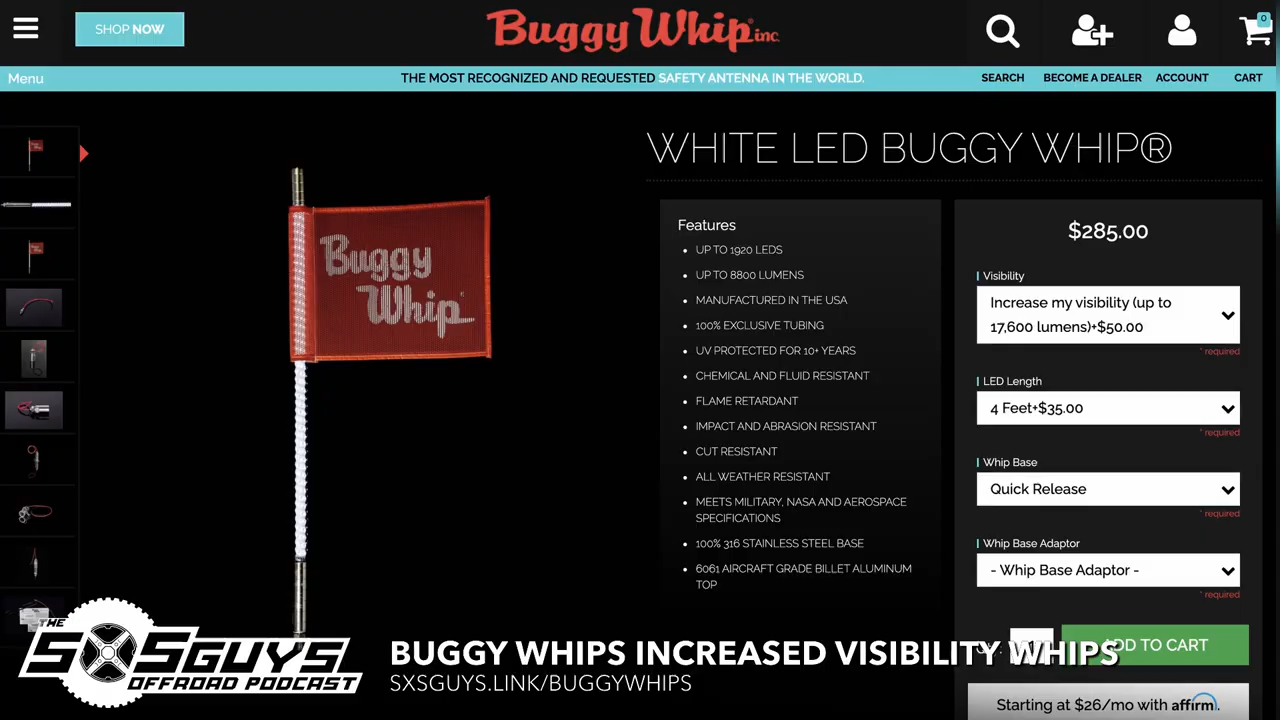 SHOP NOW
Buggy Whip inc.
0
Menu
THE MOST RECOGNIZED AND REQUESTED SAFETY ANTENNA IN THE WORLD.
SEARCH
BECOME A DEALER
ACCOUNT
CART
Buggy
Whip
WHITE LED BUGGY WHIP®
Features
UP TO 1920 LEDS
UP TO 8800 LUMENS
MANUFACTURED IN THE USA
100% EXCLUSIVE TUBING
UV PROTECTED FOR 10+ YEARS
CHEMICAL AND FLUID RESISTANT
FLAME RETARDANT
IMPACT AND ABRASION RESISTANT
CUT RESISTANT
ALL WEATHER RESISTANT
MEETS MILITARY, NASA AND AEROSPACE
SPECIFICATIONS
100% 316 STAINLESS STEEL BASE
6061 AIRCRAFT GRADE BILLET ALUMINUM
TOP
$285.00
Visibility
Increase my visibility (up to
17,600 lumens)+$50.00
* required
LED Length
4 Feet+$35.00
* required
Whip Base
Quick Release
* required
Whip Base Adaptor
- Whip Base Adaptor -
* required
ADD TO CART
Starting at $26/mo with affirm.
THE
SXSGUYS
OFFROAD PODCAST
BUGGY WHIPS INCREASED VISIBILITY WHIPS
SXSGUYS.LINK/BUGGYWHIPS